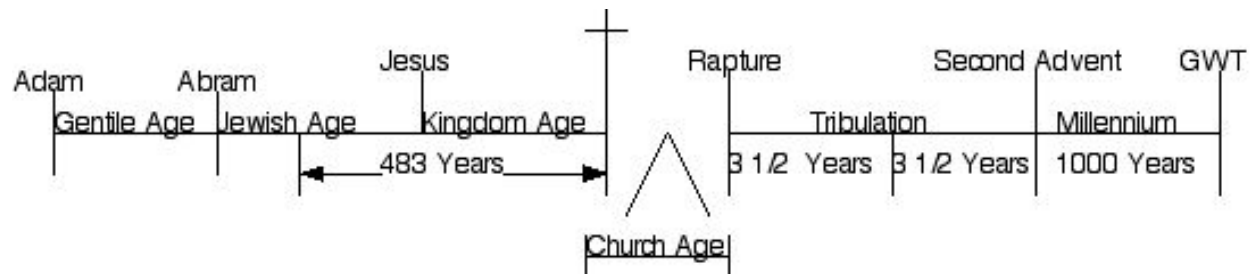 Jesus Rapture Second Advent GWT
Adam Abram
Gentile Age Jewish Age Kingdom Age Tribulation Millennium
483 Years 3 1/2 Years 3 1/2 Years 1000 Years
Church Age